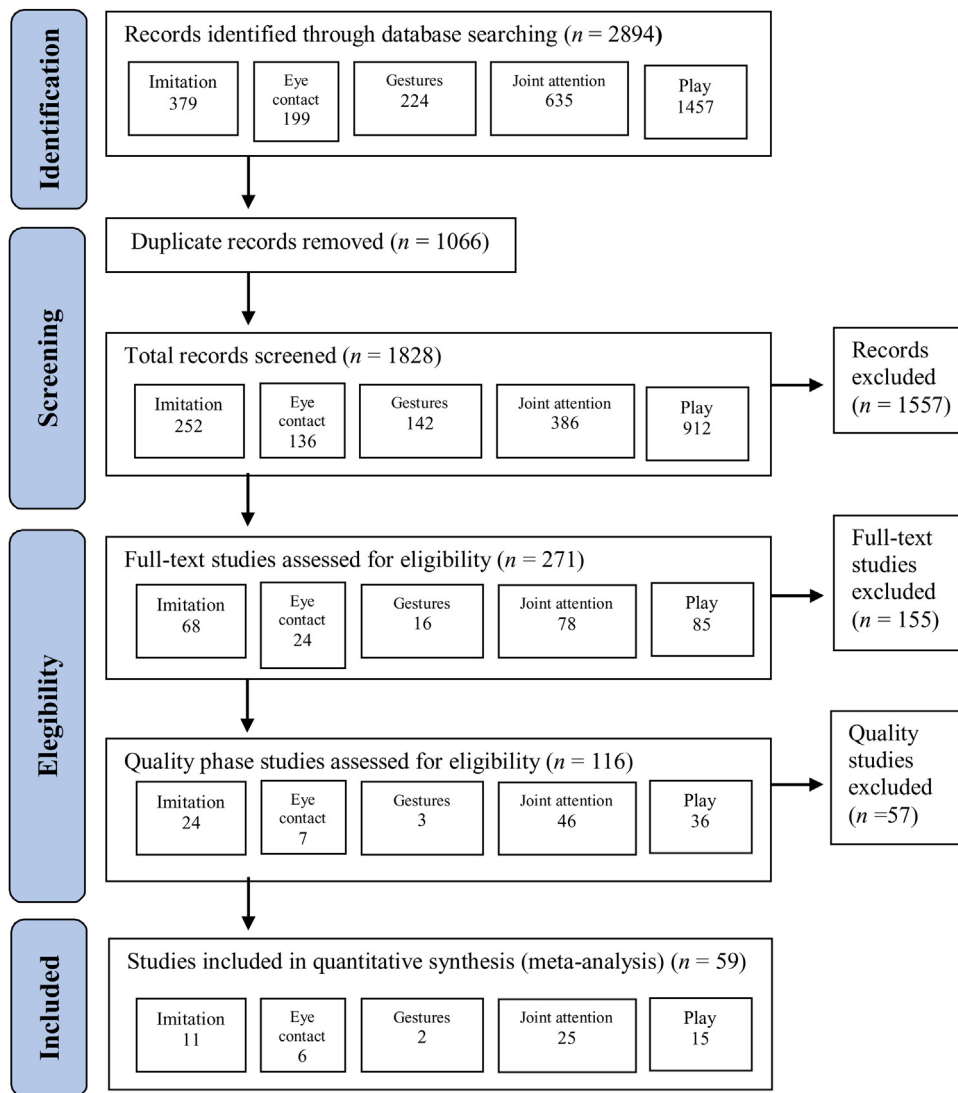 Identification
Records identified through database searching (n = 2894)
Imitation
379
Eye
contact
199
Gestures
224
Joint attention
635
Play
1457
Screening
Duplicate records removed (n = 1066)
Total records screened (n = 1828)
Imitation
252
Eye
contact
136
Gestures
142
Joint attention
386
Play
912
Records
excluded
(n = 1557)
Elegibility
Full-text studies assessed for eligibility (n = 271)
Imitation
68
Eye
contact
24
Gestures
16
Joint attention
78
Play
85
Full-text
studies
excluded
(n = 155)
Quality phase studies assessed for eligibility (n = 116)
Imitation
24
Eye
contact
7
Gestures
3
Joint attention
46
Play
36
Quality
studies
excluded
(n =57)
Included
Studies included in quantitative synthesis (meta-analysis) (n = 59)
Imitation
11
Eye
contact
6
Gestures
2
Joint attention
25
Play
15